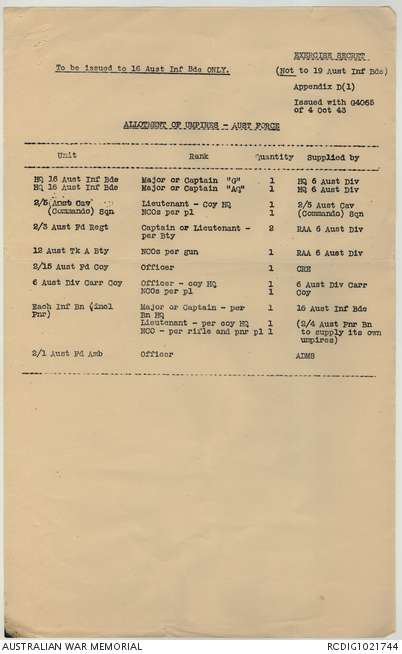 EXERCISE SECRET
To be issued to 16 Aust Inf Bde ONLY.
(Not to 19 Aust Inf Bde)
Appendix D(1)
Issued with G4065
of 4 Oct 43
ALLOTMENT OF UMPIRES - AUST FORCE
Unit Rank Quantity Supplied by
HQ 16 Aust Inf Bde Major or Captain "G" 1 HQ 6 Aust Div
HQ 16 Aust Inf Bde Major or Captain "AQ" 1 HQ 6 Aust Div
2/5 Aust Cav Lieutenant - Coy HQ 1 2/5 Aust Cav
(Commando) Sqn NCOs per pl 1 (Commando) Sqn
2/3 Aust Fd Regt Captain or Lieutenant - 2 RAA 6 Aust Div
per Bty
12 Aust Tk A Bty NCOs per gun 1 RAA 6 Aust Div
2/15 Aust Fd Coy Officer 1 CRE
6 Aust Div Carr Coy Officer - coy HQ 1 6 Aust Div Carr
NCOs per pl 1 Coy
Each Inf Bn (incl Major or Captain - per 1 16 Aust Inf Bde
Pnr) Bn HQ
Lieutenant - per coy HQ 1 (2/4 Aust Pnr Bn
NCO - per rifle and pnr pl 1 to supply its own
umpires)
2/1 Aust Fd Amb Officer ADMS
AUSTRALIAN WAR MEMORIAL RCDIG1021744